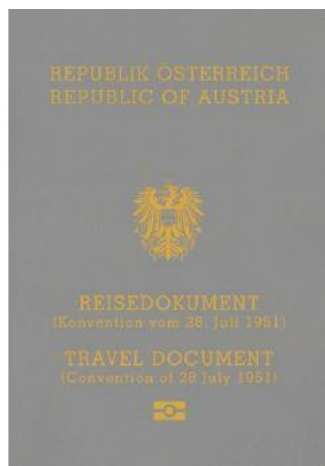 REPUBLIK ÖSTERREICH
REPUBLIC OF AUSTRIA
REISEDOKUMENT
(Konvention vom 28. Juli 1951)
TRAVEL DOCUMENT
(Convention of 28 July 1951)